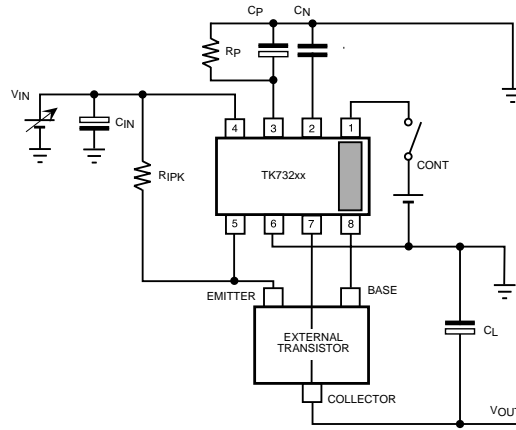 CP
CN
RP
VIN
CIN
4
3
2
1
CONT
RIPK
TK732xx
5
6
7
8
EMITTER
BASE
EXTERNAL
TRANSISTOR
CL
COLLECTOR
VOUT